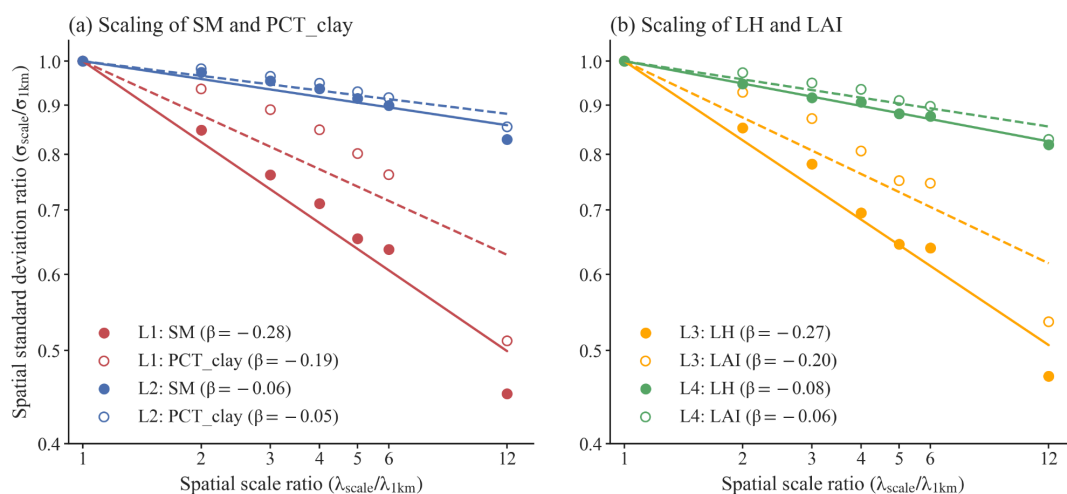 (a) Scaling of SM and PCT_clay
Spatial standard deviation ratio (σscale/σ1km)
1.0
0.9
0.8
0.7
0.6
0.5
0.4
L1: SM (β = −0.28)
L1: PCT_clay (β = −0.19)
L2: SM (β = −0.06)
L2: PCT_clay (β = −0.05)
1 2 3 4 5 6 12
Spatial scale ratio (λscale/λ1km)
(b) Scaling of LH and LAI
1.0
0.9
0.8
0.7
0.6
0.5
0.4
L3: LH (β = −0.27)
L3: LAI (β = −0.20)
L4: LH (β = −0.08)
L4: LAI (β = −0.06)
1 2 3 4 5 6 12
Spatial scale ratio (λscale/λ1km)